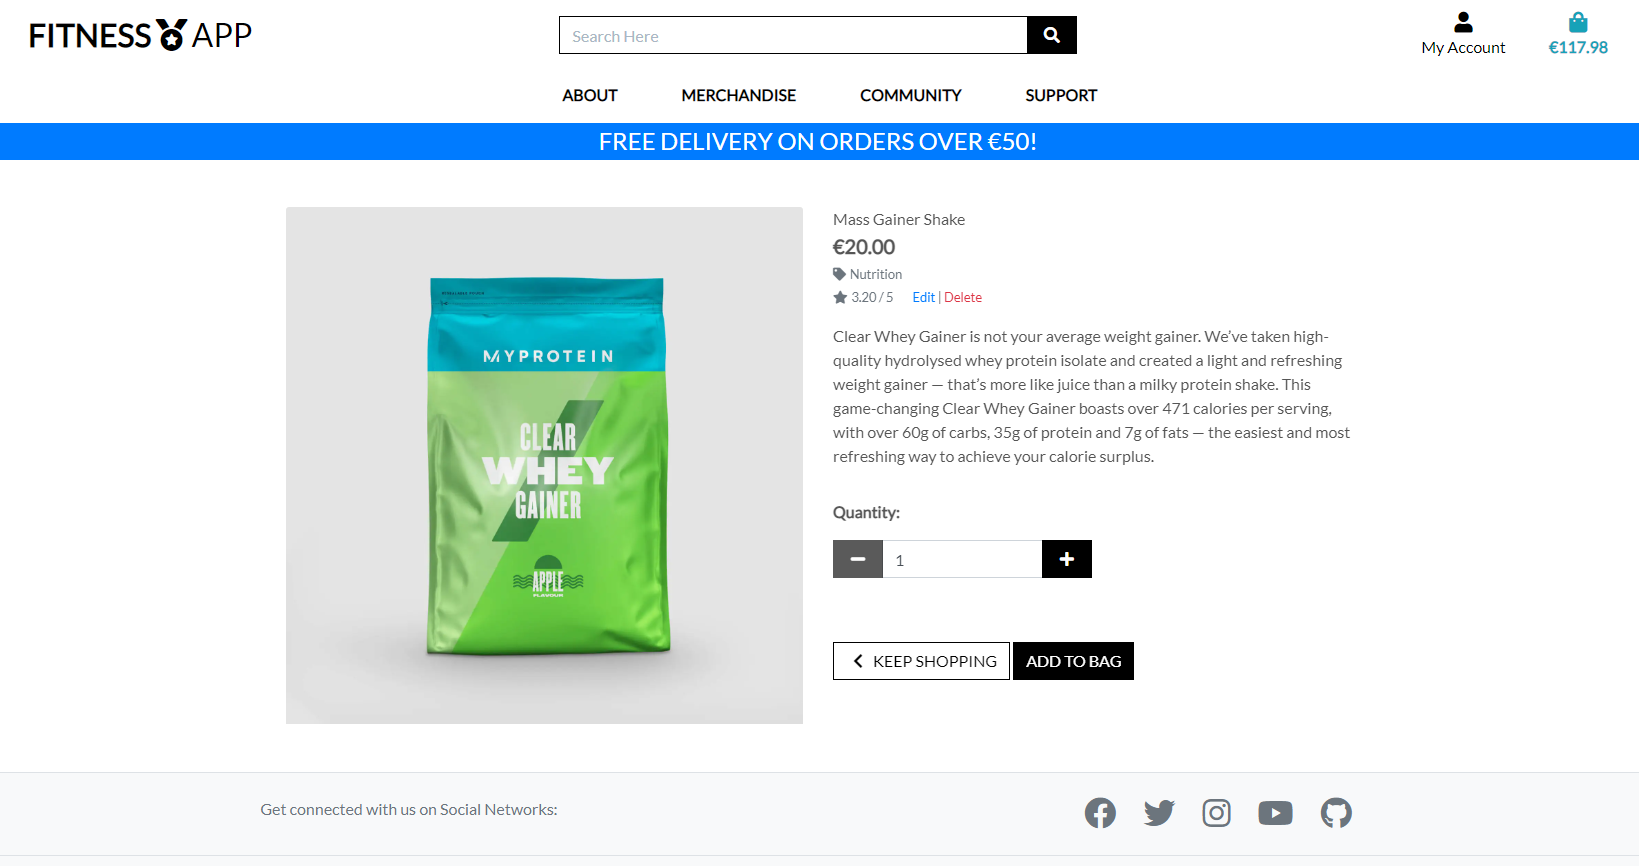 FITNESS APP
Search Here
My Account
€117.98
ABOUT
MERCHANDISE
COMMUNITY
SUPPORT
FREE DELIVERY ON ORDERS OVER €50!
MYPROTEIN
CLEAR
WHEY
GAINER
APPLE
FLAVOUR
Mass Gainer Shake
€20.00
Nutrition
3.20 / 5 Edit | Delete
Clear Whey Gainer is not your average weight gainer. We’ve taken high-
quality hydrolysed whey protein isolate and created a light and refreshing
weight gainer — that’s more like juice than a milky protein shake. This
game-changing Clear Whey Gainer boasts over 471 calories per serving,
with over 60g of carbs, 35g of protein and 7g of fats — the easiest and most
refreshing way to achieve your calorie surplus.
Quantity:
1
KEEP SHOPPING
ADD TO BAG
Get connected with us on Social Networks: